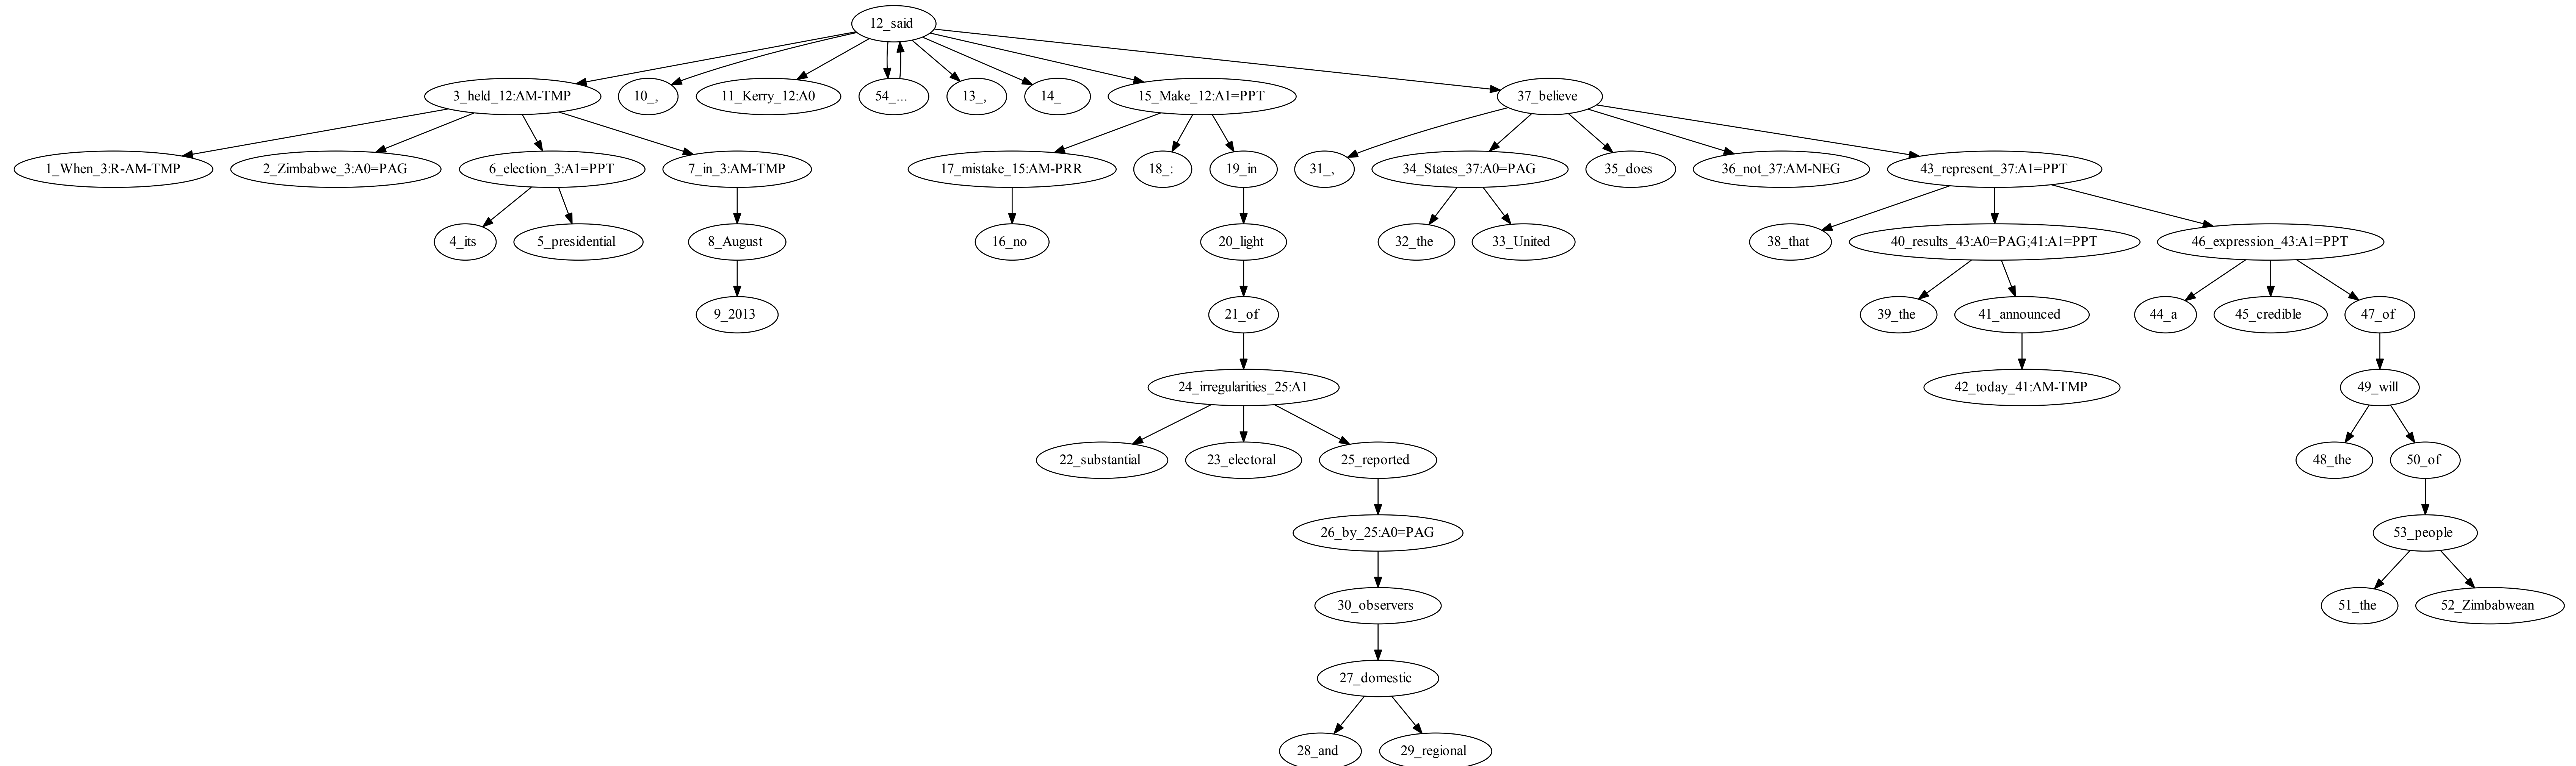 12_said
3_held_12:AM-TMP
10_,
11_Kerry_12:A0
54_...
13_,
14_
15_Make_12:A1=PPT
37_believe
1_When_3:R-AM-TMP
2_Zimbabwe_3:A0=PAG
6_election_3:A1=PPT
7_in_3:AM-TMP
17_mistake_15:AM-PRR
18_:
19_in
31_,
34_States_37:A0=PAG
35_does
36_not_37:AM-NEG
43_represent_37:A1=PPT
4_its
5_presidential
8_August
16_no
20_light
32_the
33_United
38_that
40_results_43:A0=PAG;41:A1=PPT
46_expression_43:A1=PPT
9_2013
21_of
39_the
41_announced
44_a
45_credible
47_of
24_irregularities_25:A1
42_today_41:AM-TMP
49_will
22_substantial
23_electoral
25_reported
48_the
50_of
26_by_25:A0=PAG
53_people
30_observers
51_the
52_Zimbabwean
27_domestic
28_and
29_regional